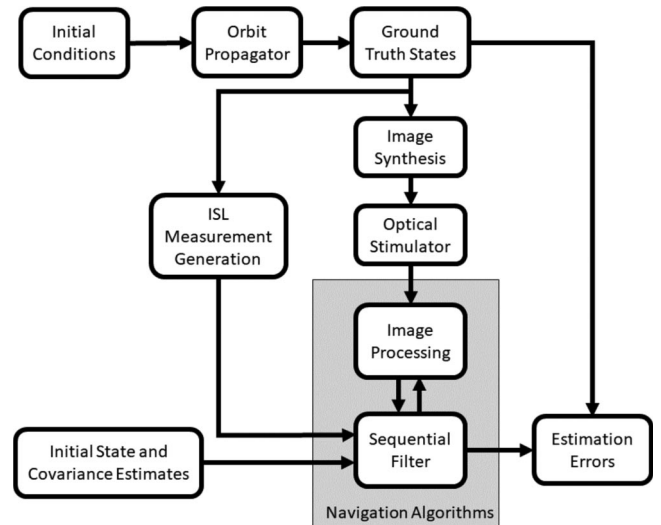 Initial
Conditions
Orbit
Propagator
Ground
Truth States
Image
Synthesis
ISL
Measurement
Generation
Optical
Stimulator
Image
Processing
Initial State and
Covariance Estimates
Sequential
Filter
Estimation
Errors
Navigation Algorithms